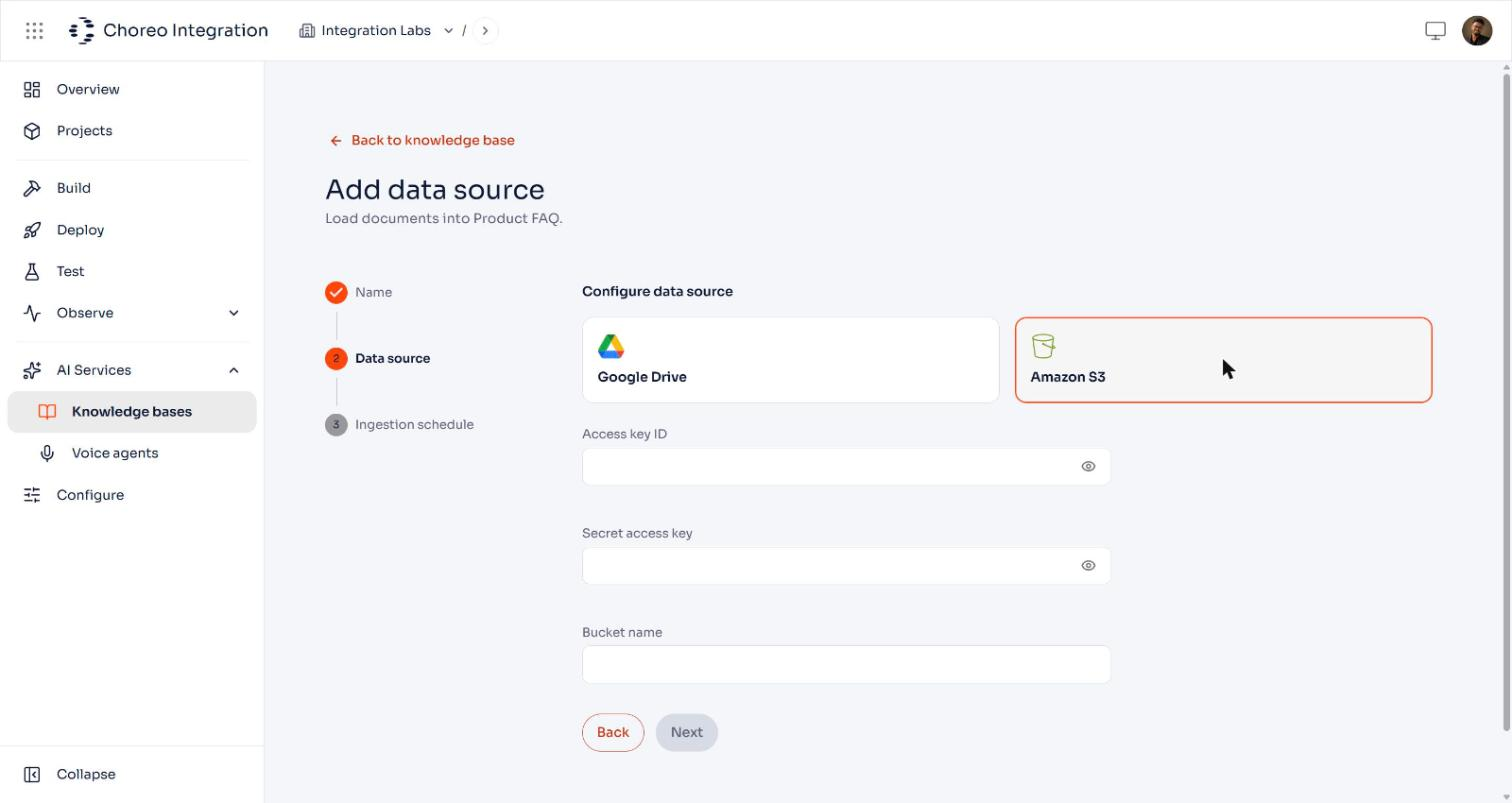 Choreo Integration
Integration Labs
/
Overview
Projects
Build
Deploy
Test
Observe
AI Services
Knowledge bases
Voice agents
Configure
Collapse
Back to knowledge base
Add data source
Load documents into Product FAQ.
Name
2 Data source
3 Ingestion schedule
Configure data source
Google Drive
Amazon S3
Access key ID
Secret access key
Bucket name
Back
Next